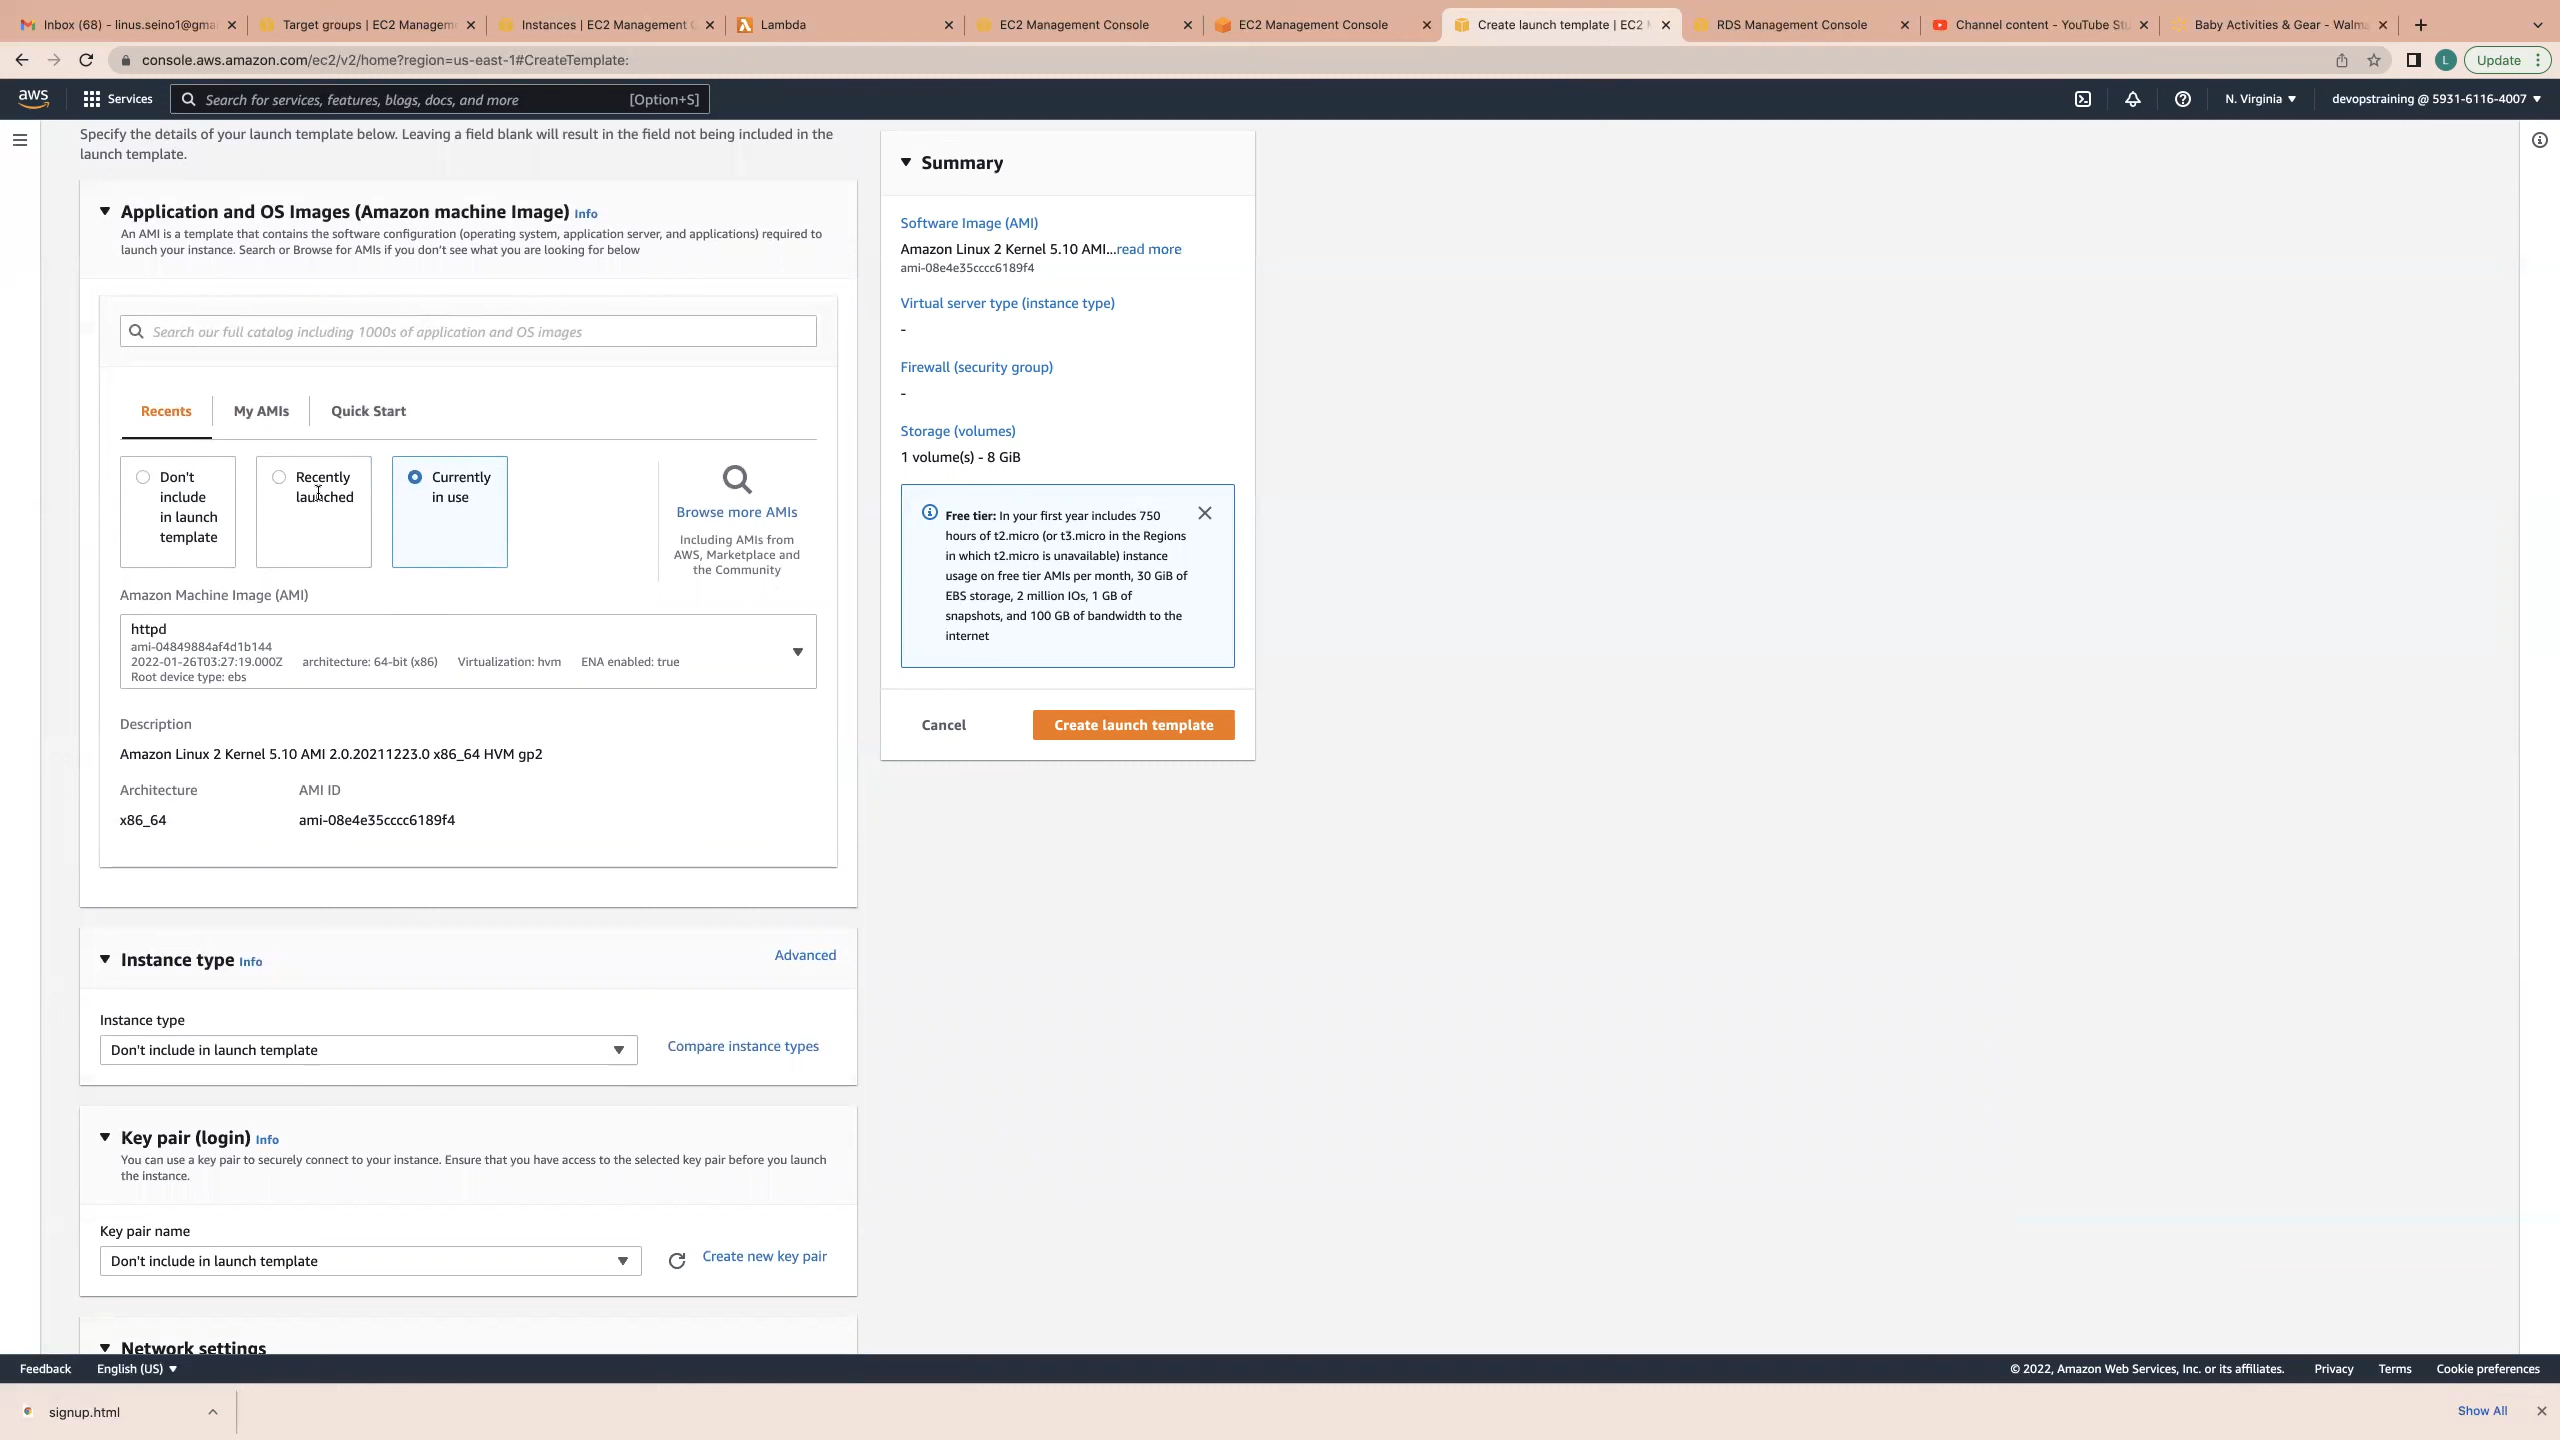 Inbox (68) - linus.seino1@gma
Target groups | EC2 Managem
Instances | EC2 Management C
Lambda
EC2 Management Console
EC2 Management Console
Create launch template | EC2 M
RDS Management Console
Channel content - YouTube Stu
Baby Activities & Gear - Walma
console.aws.amazon.com/ec2/v2/home?region=us-east-1#CreateTemplate:
L
Update
aws
Services
Search for services, features, blogs, docs, and more
[Option+S]
N. Virginia
devopstraining @ 5931-6116-4007
Specify the details of your launch template below. Leaving a field blank will result in the field not being included in the
launch template.
Application and OS Images (Amazon machine Image) Info
An AMI is a template that contains the software configuration (operating system, application server, and applications) required to
launch your instance. Search or Browse for AMIs if you don't see what you are looking for below
Search our full catalog including 1000s of application and OS images
Recents
My AMIs
Quick Start
Don't
include
in launch
template
Recently
launched
Currently
in use
Browse more AMIs
Including AMIs from
AWS, Marketplace and
the Community
Amazon Machine Image (AMI)
httpd
ami-04849884af4d1b144
2022-01-26T03:27:19.000Z architecture: 64-bit (x86) Virtualization: hvm ENA enabled: true
Root device type: ebs
Description
Amazon Linux 2 Kernel 5.10 AMI 2.0.20211223.0 x86_64 HVM gp2
Architecture
AMI ID
x86_64
ami-08e4e35cccc6189f4
Instance type Info
Advanced
Instance type
Don't include in launch template
Compare instance types
Key pair (login) Info
You can use a key pair to securely connect to your instance. Ensure that you have access to the selected key pair before you launch
the instance.
Key pair name
Don't include in launch template
Create new key pair
Network settings
Summary
Software Image (AMI)
Amazon Linux 2 Kernel 5.10 AMI...read more
ami-08e4e35cccc6189f4
Virtual server type (instance type)
-
Firewall (security group)
-
Storage (volumes)
1 volume(s) - 8 GiB
Free tier: In your first year includes 750
hours of t2.micro (or t3.micro in the Regions
in which t2.micro is unavailable) instance
usage on free tier AMIs per month, 30 GiB of
EBS storage, 2 million IOs, 1 GB of
snapshots, and 100 GB of bandwidth to the
internet
Cancel
Create launch template
Feedback
English (US)
© 2022, Amazon Web Services, Inc. or its affiliates.
Privacy
Terms
Cookie preferences
signup.html
Show All